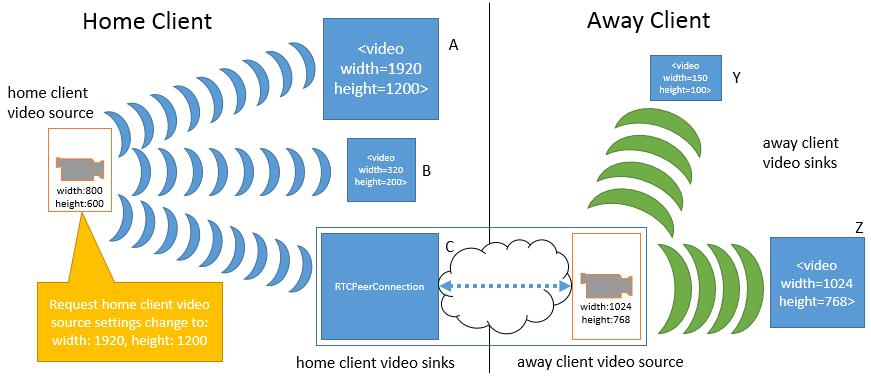 Home Client
Away Client
A
<video
width=1920
height=1200>
home client
video source
width:800
height:600
B
<video
width=320
height=200>
Y
<video
width=150
height=100>
away client
video sinks
C
RTCPeerConnection
width:1024
height:768
Z
<video
width=1024
height=768>
Request home client video
source settings change to:
width: 1920, height: 1200
home client video sinks
away client video source